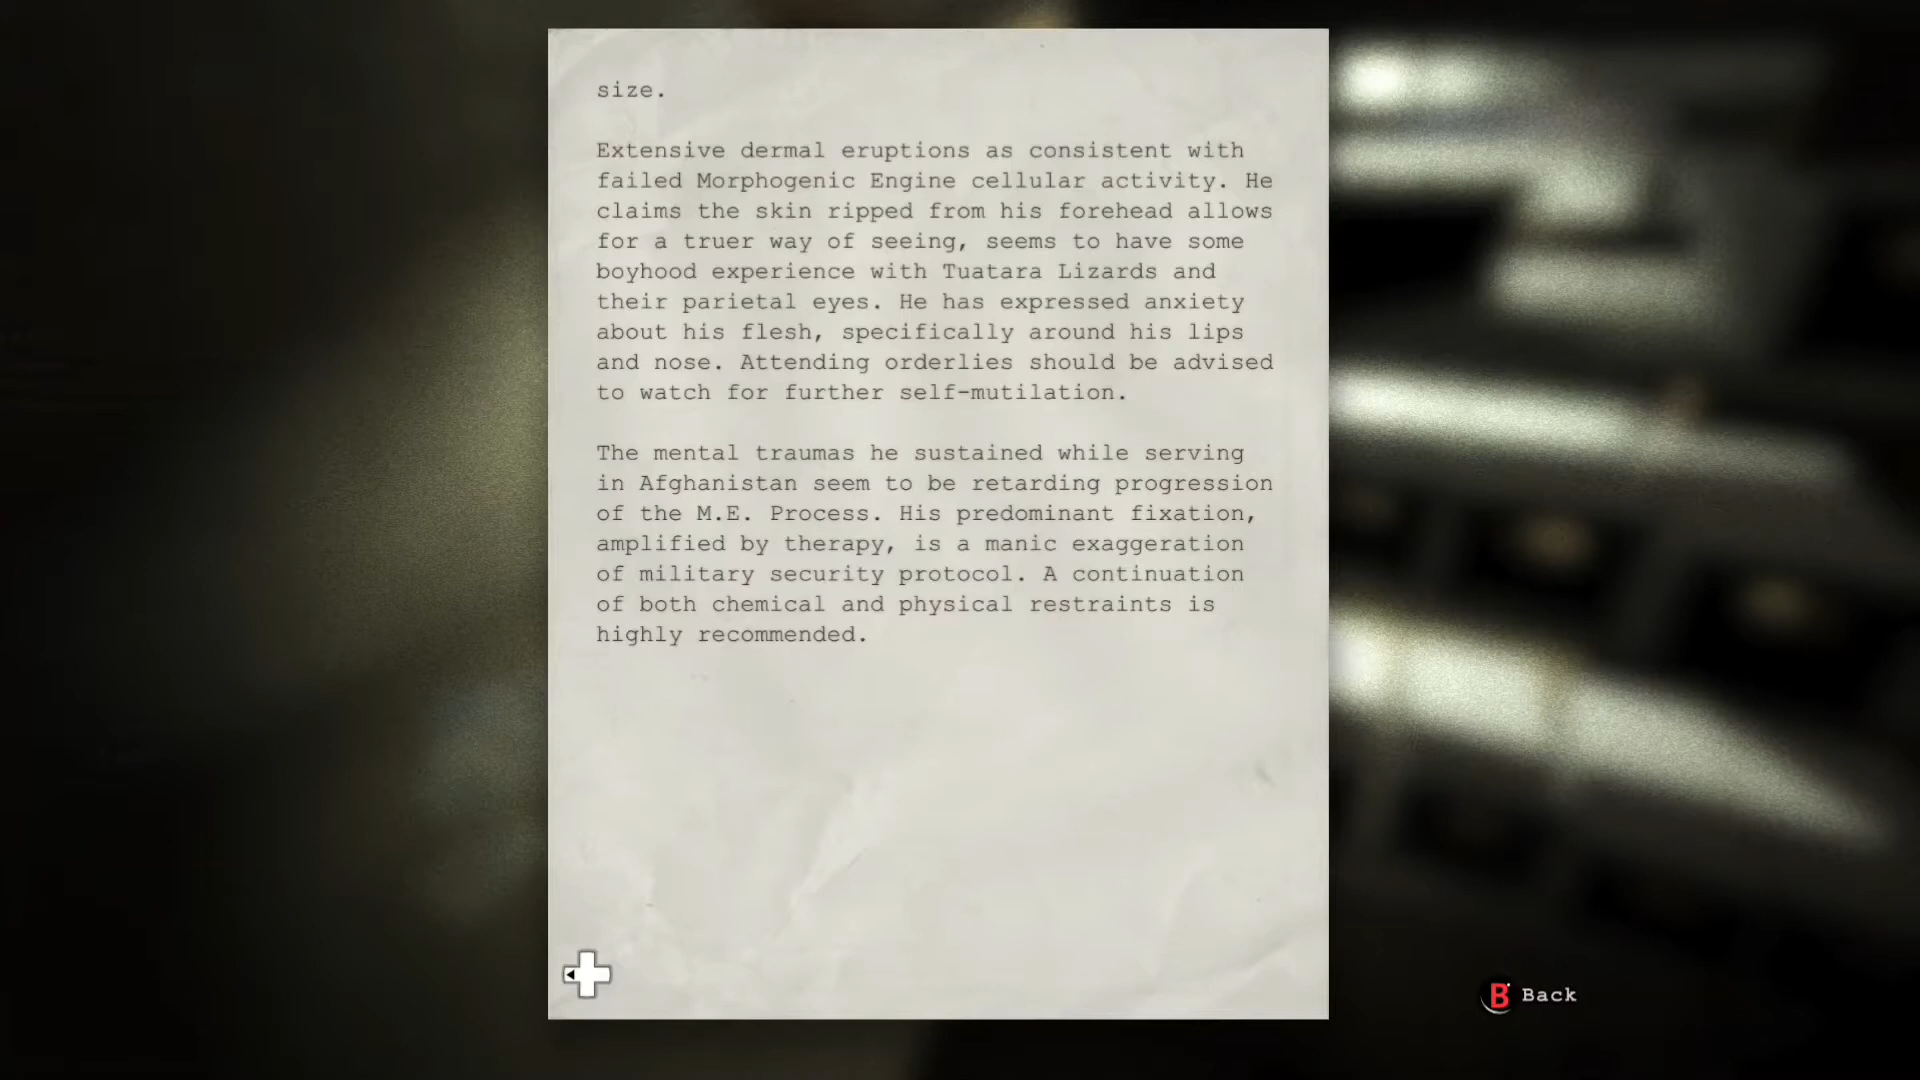 size.
Extensive dermal eruptions as consistent with
failed Morphogenic Engine cellular activity. He
claims the skin ripped from his forehead allows
for a truer way of seeing, seems to have some
boyhood experience with Tuatara Lizards and
their parietal eyes. He has expressed anxiety
about his flesh, specifically around his lips
and nose. Attending orderlies should be advised
to watch for further self-mutilation.
The mental traumas he sustained while serving
in Afghanistan seem to be retarding progression
of the M.E. Process. His predominant fixation,
amplified by therapy, is a manic exaggeration
of military security protocol. A continuation
of both chemical and physical restraints is
highly recommended.
B Back